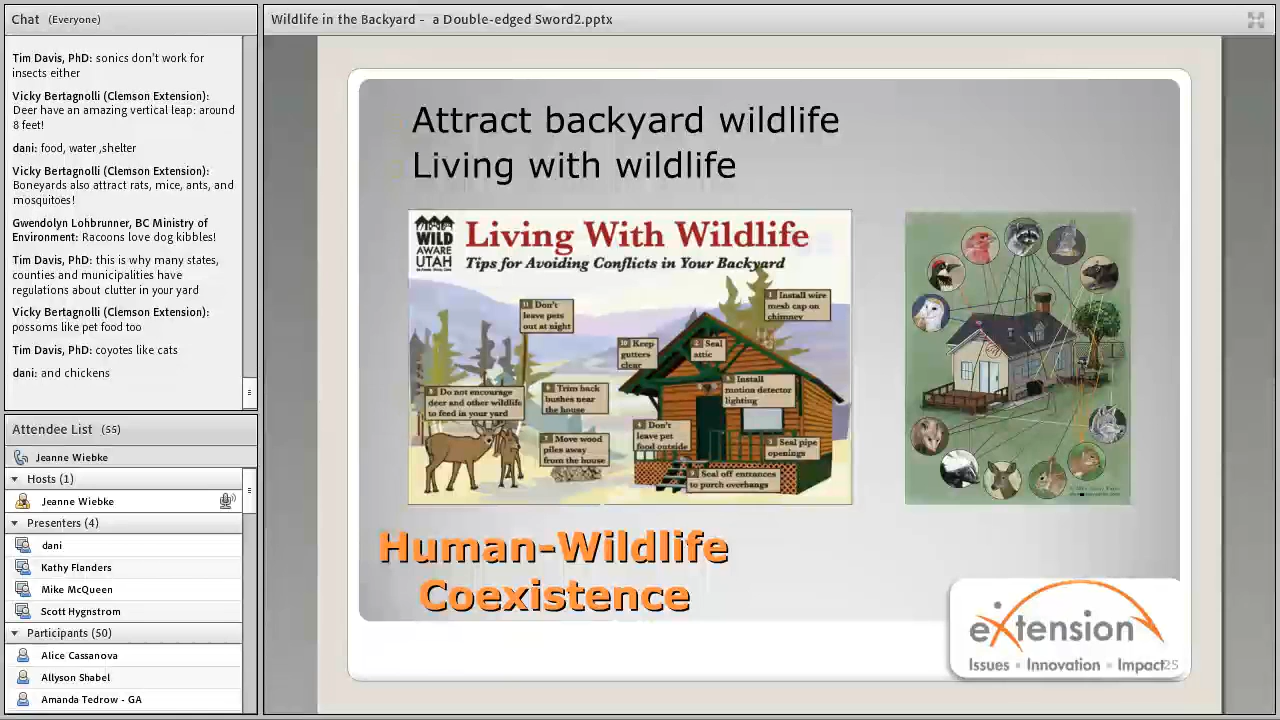 Chat (Everyone)
Tim Davis, PhD: sonics don't work for
insects either
Vicky Bertagnolli (Clemson Extension):
Deer have an amazing vertical leap: around
8 feet!
dani: food, water ,shelter
Vicky Bertagnolli (Clemson Extension):
Boneyards also attract rats, mice, ants, and
mosquitoes!
Gwendolyn Lohbrunner, BC Ministry of
Environment: Racoons love dog kibbles!
Tim Davis, PhD: this is why many states,
counties and municipalities have
regulations about clutter in your yard
Vicky Bertagnolli (Clemson Extension):
possoms like pet food too
Tim Davis, PhD: coyotes like cats
dani: and chickens
Attendee List (55)
Jeanne Wiebke
Hosts (1)
Jeanne Wiebke
Presenters (4)
dani
Kathy Flanders
Mike McQueen
Scott Hygnstrom
Participants (50)
Alice Cassanova
Allyson Shabel
Amanda Tedrow - GA
Wildlife in the Backyard - a Double-edged Sword2.pptx
Attract backyard wildlife
Living with wildlife
WILD
AWARE
UTAH
Living With Wildlife
Tips for Avoiding Conflicts in Your Backyard
11 Don't
leave pets
out at night
1 Install wire
mesh cap on
chimney
10 Keep
gutters
clear
2 Seal
attic
Install
motion detector
lighting
Do not encourage
deer and other wildlife
to feed in your yard
Trim back
bushes near
the house
Don't
leave pet
food outside
7 Move wood
piles away
from the house
3 Seal pipe
openings
Seal off entrances
to porch overhangs
Human-Wildlife
Coexistence
eXtension
Issues Innovation Impact
25